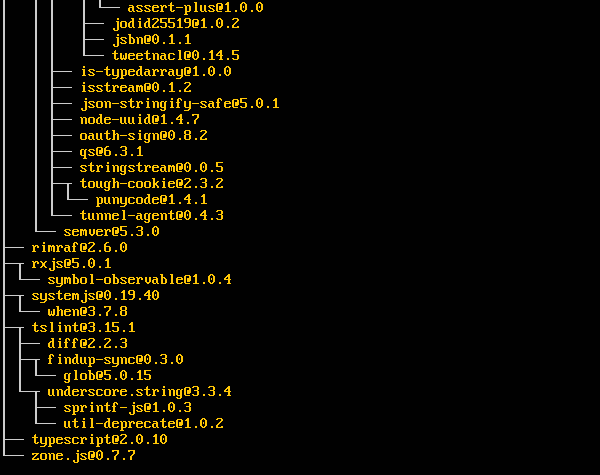 assert-plus@1.0.0
jodid25519@1.0.2
jsbn@0.1.1
tweetnacl@0.14.5
is-typedarray@1.0.0
isstream@0.1.2
json-stringify-safe@5.0.1
node-uuid@1.4.7
oauth-sign@0.8.2
qs@6.3.1
stringstream@0.0.5
tough-cookie@2.3.2
punycode@1.4.1
tunnel-agent@0.4.3
semver@5.3.0
rimraf@2.6.0
rxjs@5.0.1
symbol-observable@1.0.4
systemjs@0.19.40
when@3.7.8
tslint@3.15.1
diff@2.2.3
findup-sync@0.3.0
glob@5.0.15
underscore.string@3.3.4
sprintf-js@1.0.3
util-deprecate@1.0.2
typescript@2.0.10
zone.js@0.7.7